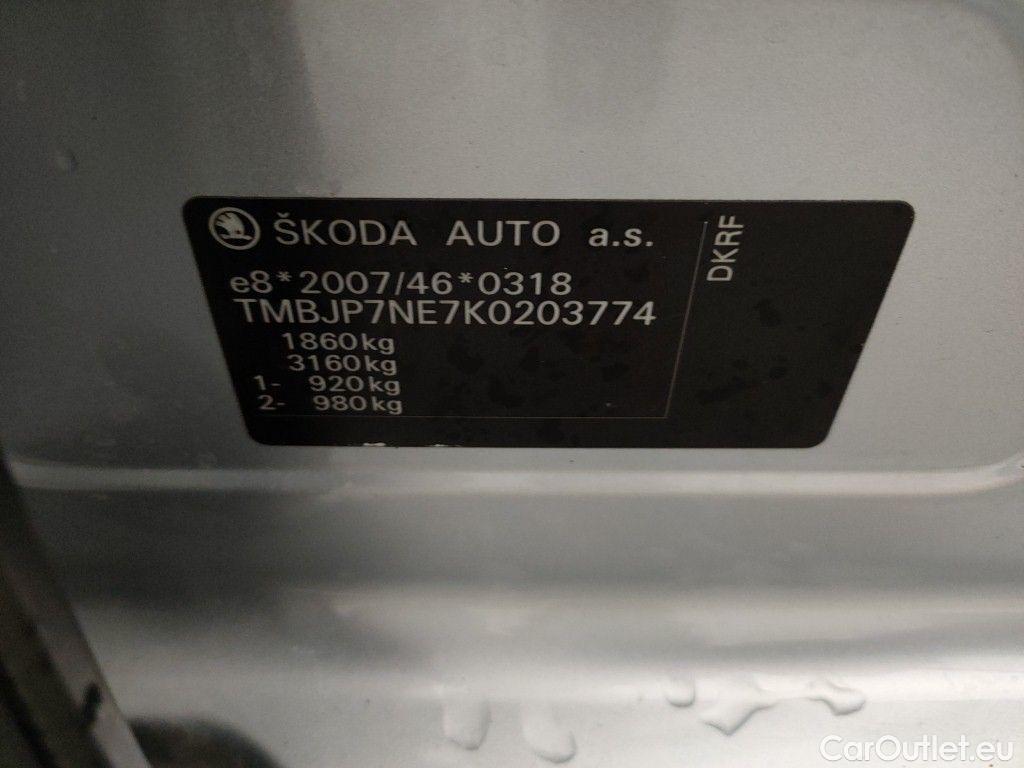 ŠKODA AUTO a.s.
DKRF
e8*2007/46*0318
TMBJP7NE7K0203774
1860kg
3160kg
1- 920kg
2- 980kg
CarOutlet.eu